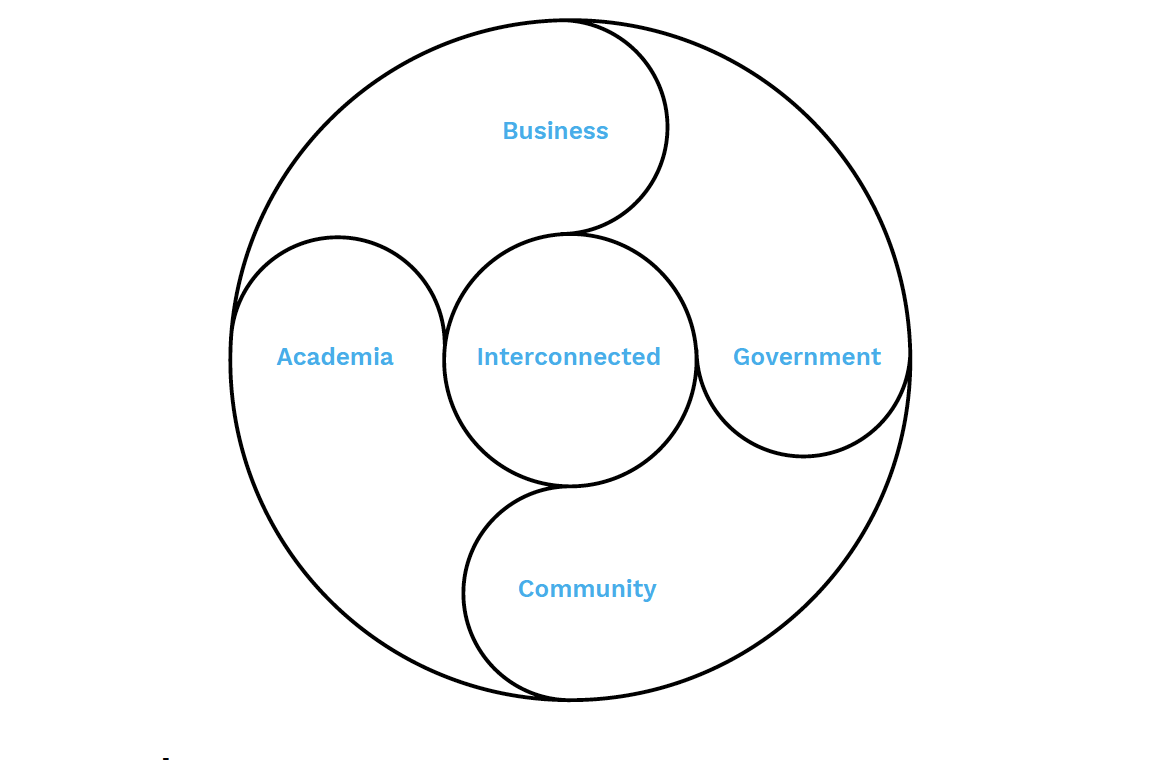 Business
Academia
Interconnected
Government
Community